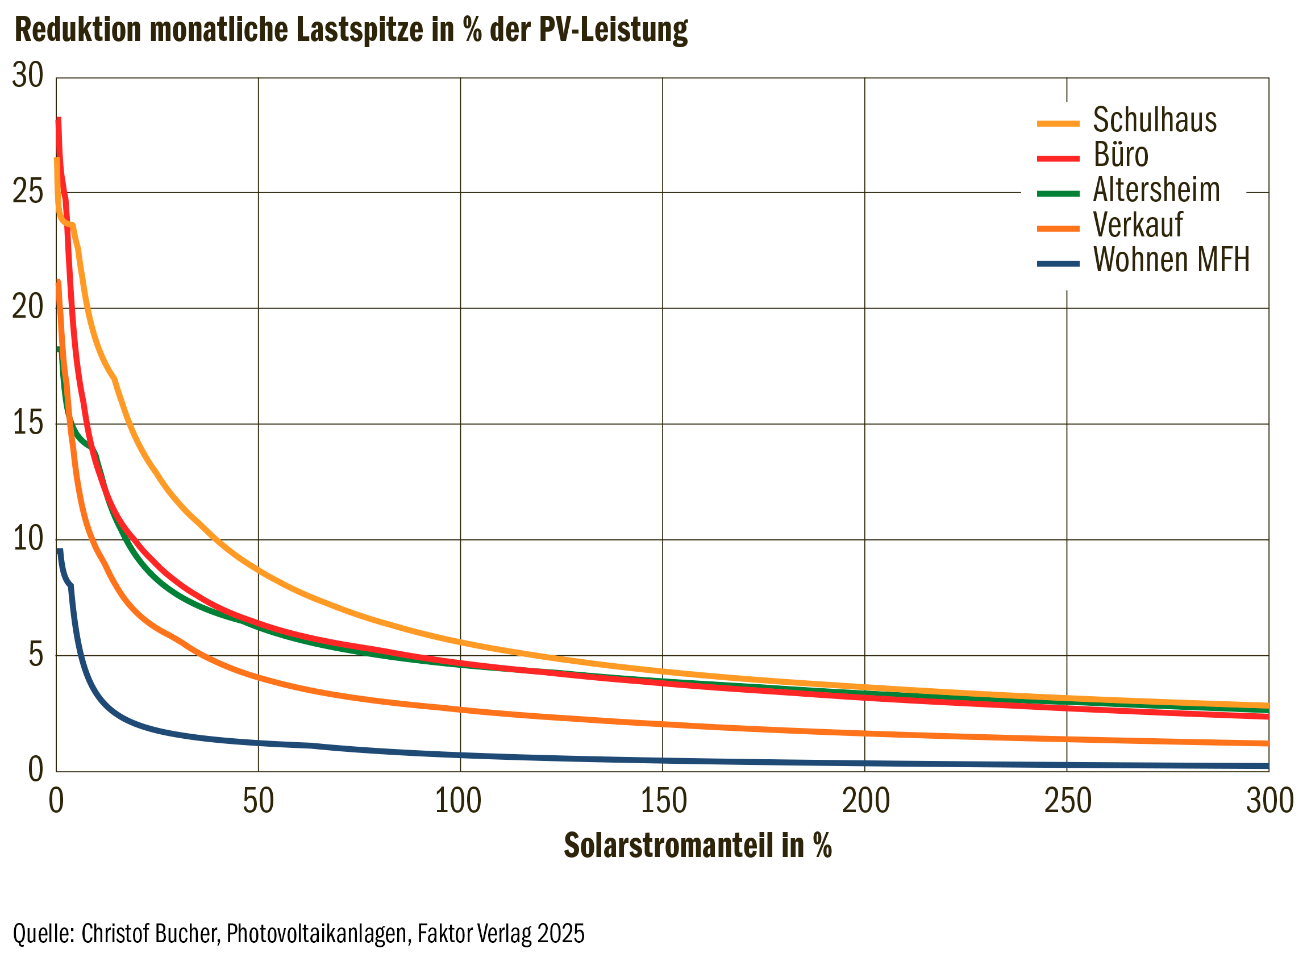 Reduktion monatliche Lastspitze in % der PV-Leistung
30
Schulhaus
Büro
Altersheim
Verkauf
Wohnen MFH
25
20
15
10
5
0
0 50 100 150 200 250 300
Solarstromanteil in %
Quelle: Christof Bucher, Photovoltaikanlagen, Faktor Verlag 2025